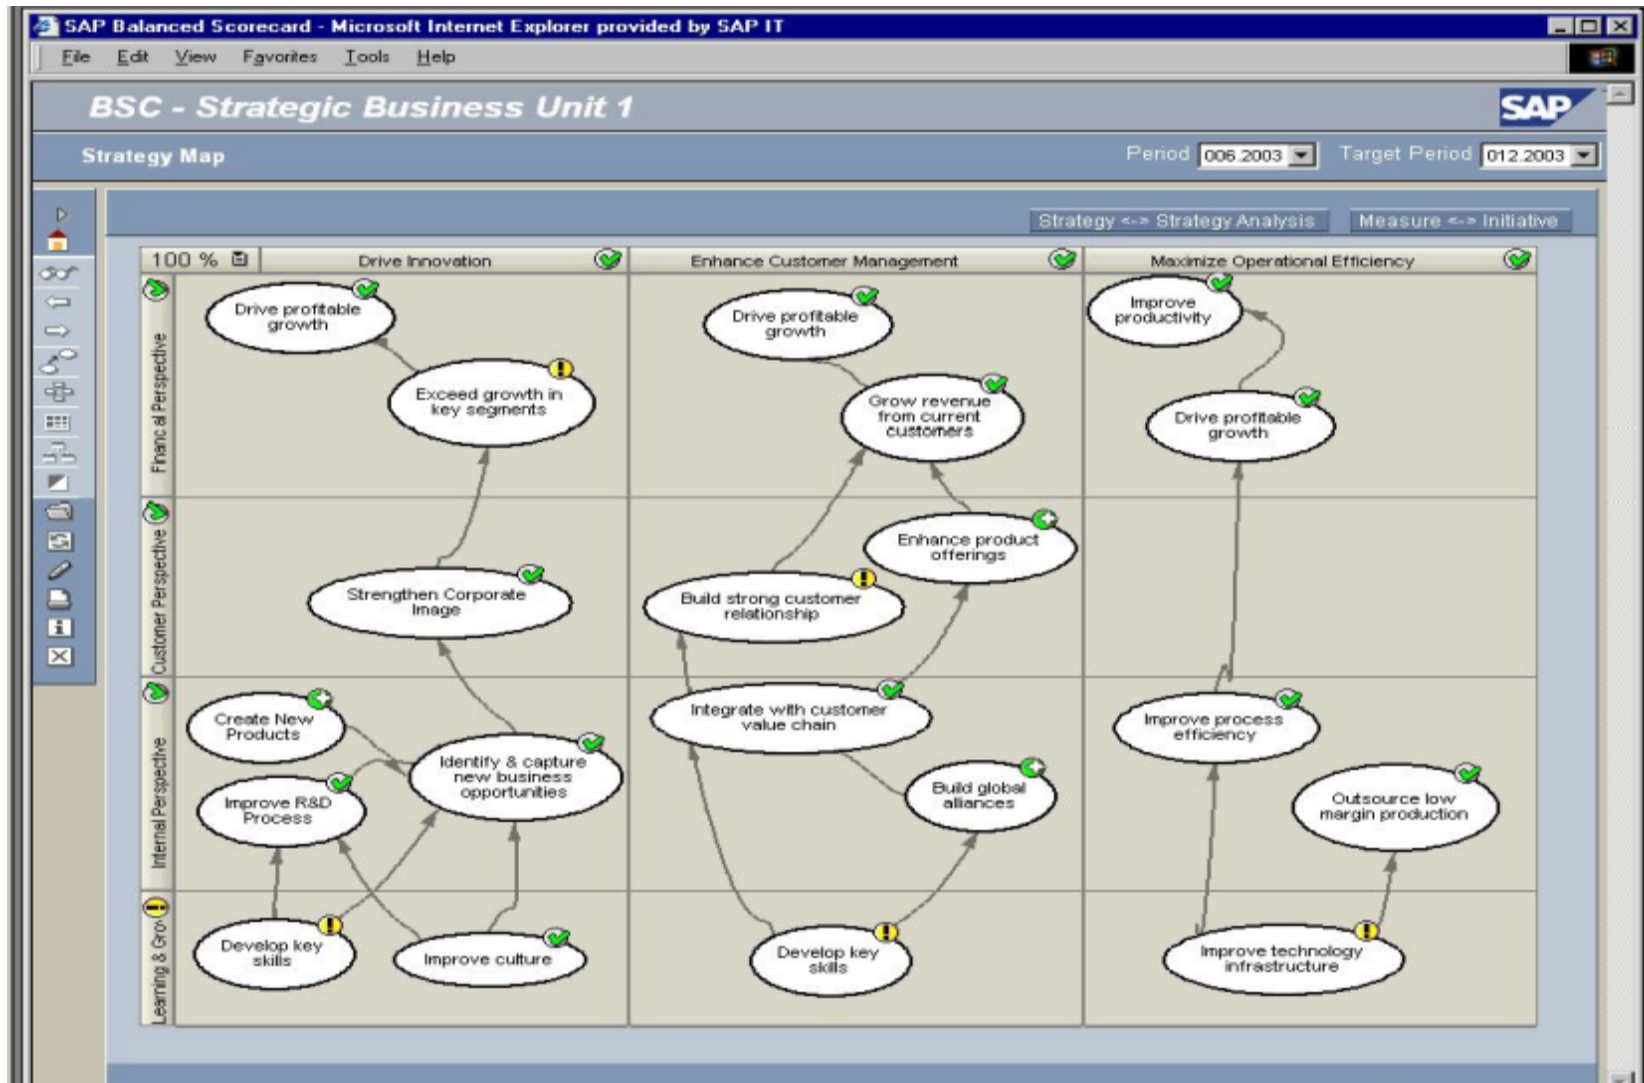 SAP Balanced Scorecard - Microsoft Internet Explorer provided by SAP IT
File Edit View Favorites Tools Help
BSC - Strategic Business Unit 1
SAP
Strategy Map
Period 006.2003
Target Period 012.2003
Strategy <-> Strategy Analysis
Measure <-> Initiative
100 %
Drive Innovation
Enhance Customer Management
Maximize Operational Efficiency
Financial Perspective
Drive profitable
growth
Exceed growth in
key segments
Drive profitable
growth
Grow revenue
from current
customers
Improve
productivity
Drive profitable
growth
Customer Perspective
Strengthen Corporate
Image
Enhance product
offerings
Build strong customer
relationship
Internal Perspective
Create New
Products
Identify & capture
new business
opportunities
Improve R&D
Process
Integrate with customer
value chain
Build global
alliances
Improve process
efficiency
Outsource low
margin production
Learning & Grov
Develop key
skills
Improve culture
Develop key
skills
Improve technology
infrastructure